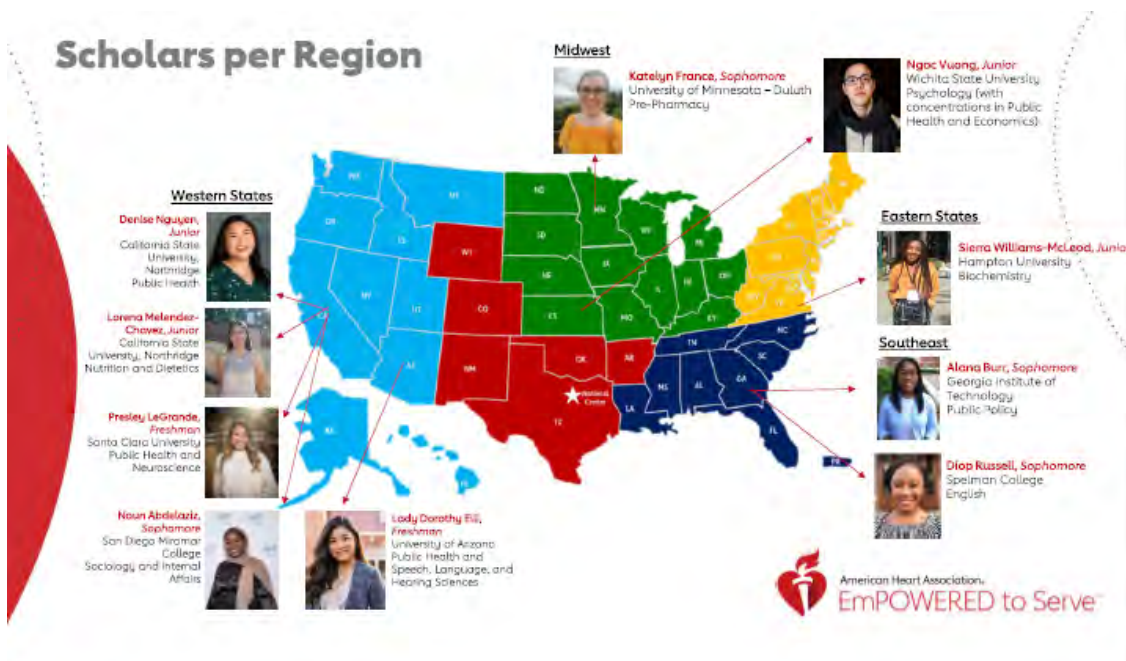 Scholars per Region
Midwest
Katelyn France, Sophomore
University of Minnesota – Duluth
Pre-Pharmacy
Ngoc Vuong, Junior
Wichita State University
Psychology (with
concentrations in Public
Health and Economics)
Western States
Denise Nguyen,
Junior
California State
University,
Northridge
Public Health
Lorena Melendez-
Chavez, Junior
California State
University, Northridge
Nutrition and Dietetics
Presley LeGrande,
Freshman
Santa Clara University
Public Health and
Neuroscience
Noun Abdelaziz,
Sophomore
San Diego Miramar
College
Sociology and Internal
Affairs
Lady Dorothy
Freshman
University of Arizona
Public Health and
Speech, Language, and
Hearing Sciences
Eastern States
Sierra Williams-McLeod, Junio
Hampton University
Biochemistry
Southeast
Alana Burr, Sophomore
Georgia Institute of
Technology
Public Policy
Diop Russell, Sophomore
Spelman College
English
WA
MT
ND
MN
OR
ID
SD
WI
MI
WY
NE
IA
NV
UT
CO
KS
MO
IL
IN
OH
KY
CA
AZ
NM
OK
AR
TN
NC
SC
MS
AL
GA
LA
TX
FL
National
Center
AK
HI
PR
American Heart Association®
EmPOWERED to Serve™